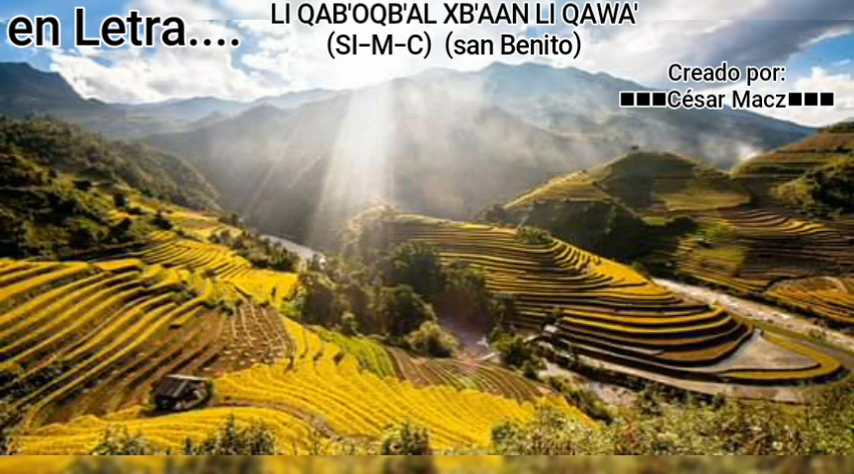 en Letra....
LI QAB'OQB'AL XB'AAN LI QAWA'
(SI-M-C) (san Benito)
Creado por:
■■■César Macz■■■